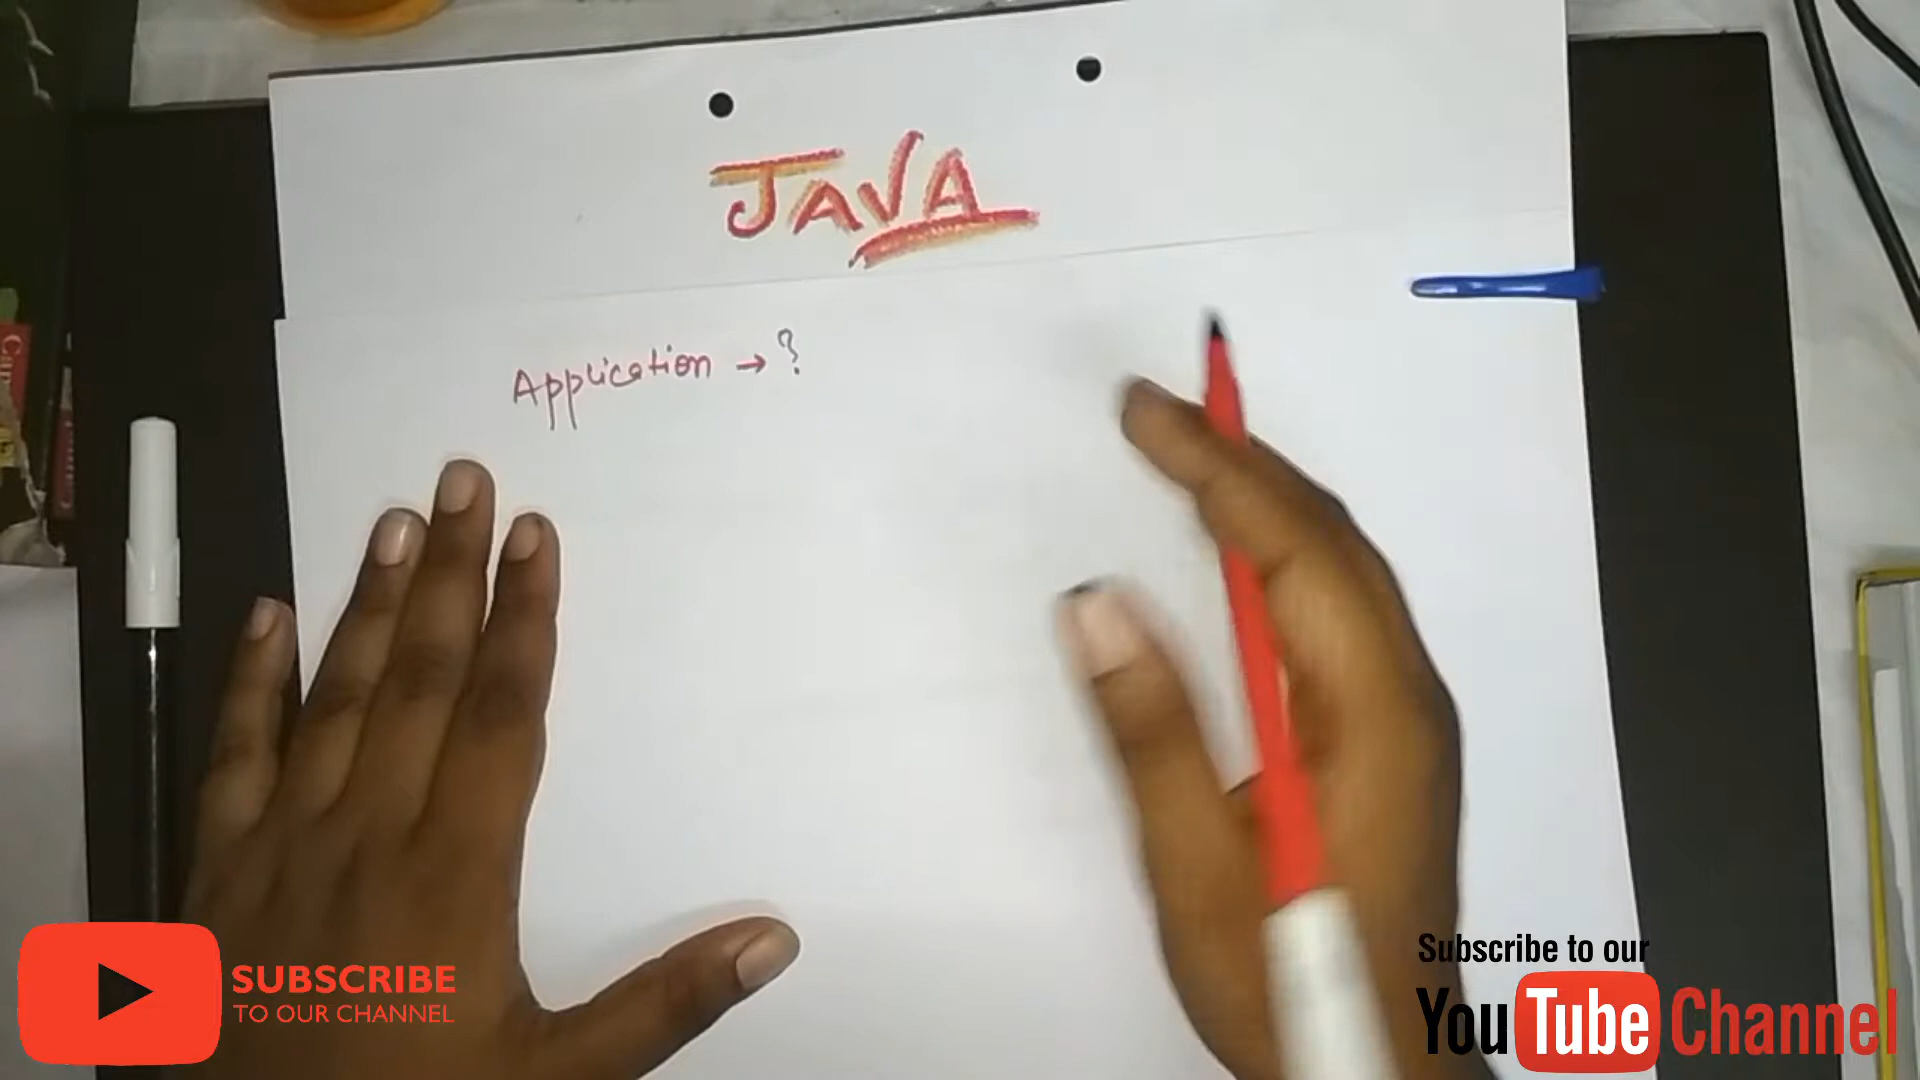 JAVA
Application → ?
SUBSCRIBE
TO OUR CHANNEL
Subscribe to our
YouTube Channel